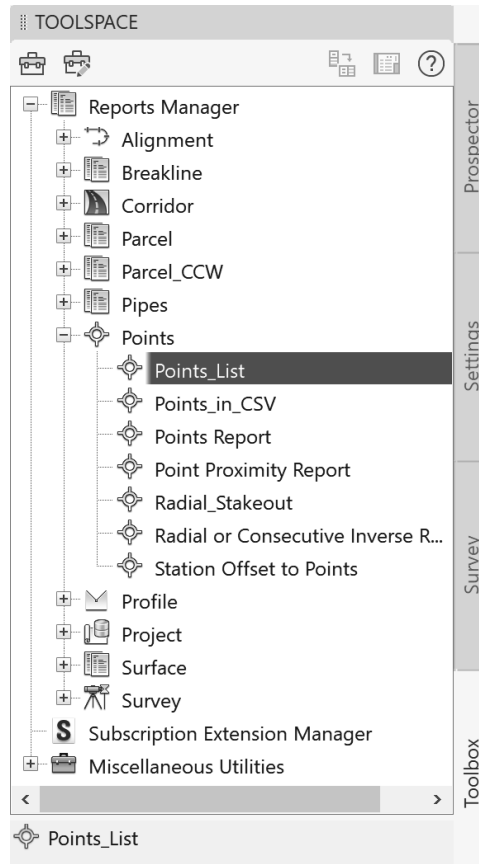 TOOLSPACE
Reports Manager
Alignment
Breakline
Corridor
Parcel
Parcel_CCW
Pipes
Points
Points_List
Points_in_CSV
Points Report
Point Proximity Report
Radial_Stakeout
Radial or Consecutive Inverse R...
Station Offset to Points
Profile
Project
Surface
Survey
S Subscription Extension Manager
Miscellaneous Utilities
Points_List
Prospector
Settings
Survey
Toolbox